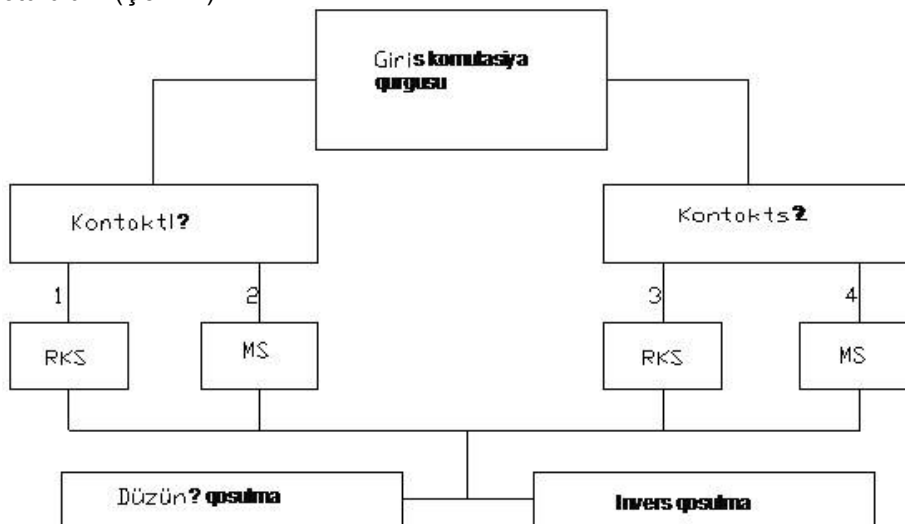 Giris komutasiya
qurgusu
Kontaktl?
Kontakts?
1
2
3
4
RKS
MS
RKS
MS
Düzün? qosulma
Invers qosulma